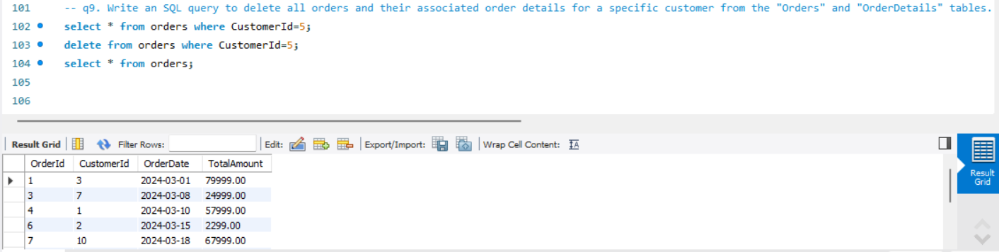 101 -- q9. Write an SQL query to delete all orders and their associated order details for a specific customer from the "Orders" and "OrderDetails" tables.
102 select * from orders where CustomerId=5;
103 delete from orders where CustomerId=5;
104 select * from orders;
105
106
Result Grid Filter Rows: Edit: Export/Import: Wrap Cell Content: IA
OrderId CustomerId OrderDate TotalAmount
1 3 2024-03-01 79999.00
3 7 2024-03-08 24999.00
4 1 2024-03-10 57999.00
6 2 2024-03-15 2299.00
7 10 2024-03-18 67999.00
Result
Grid